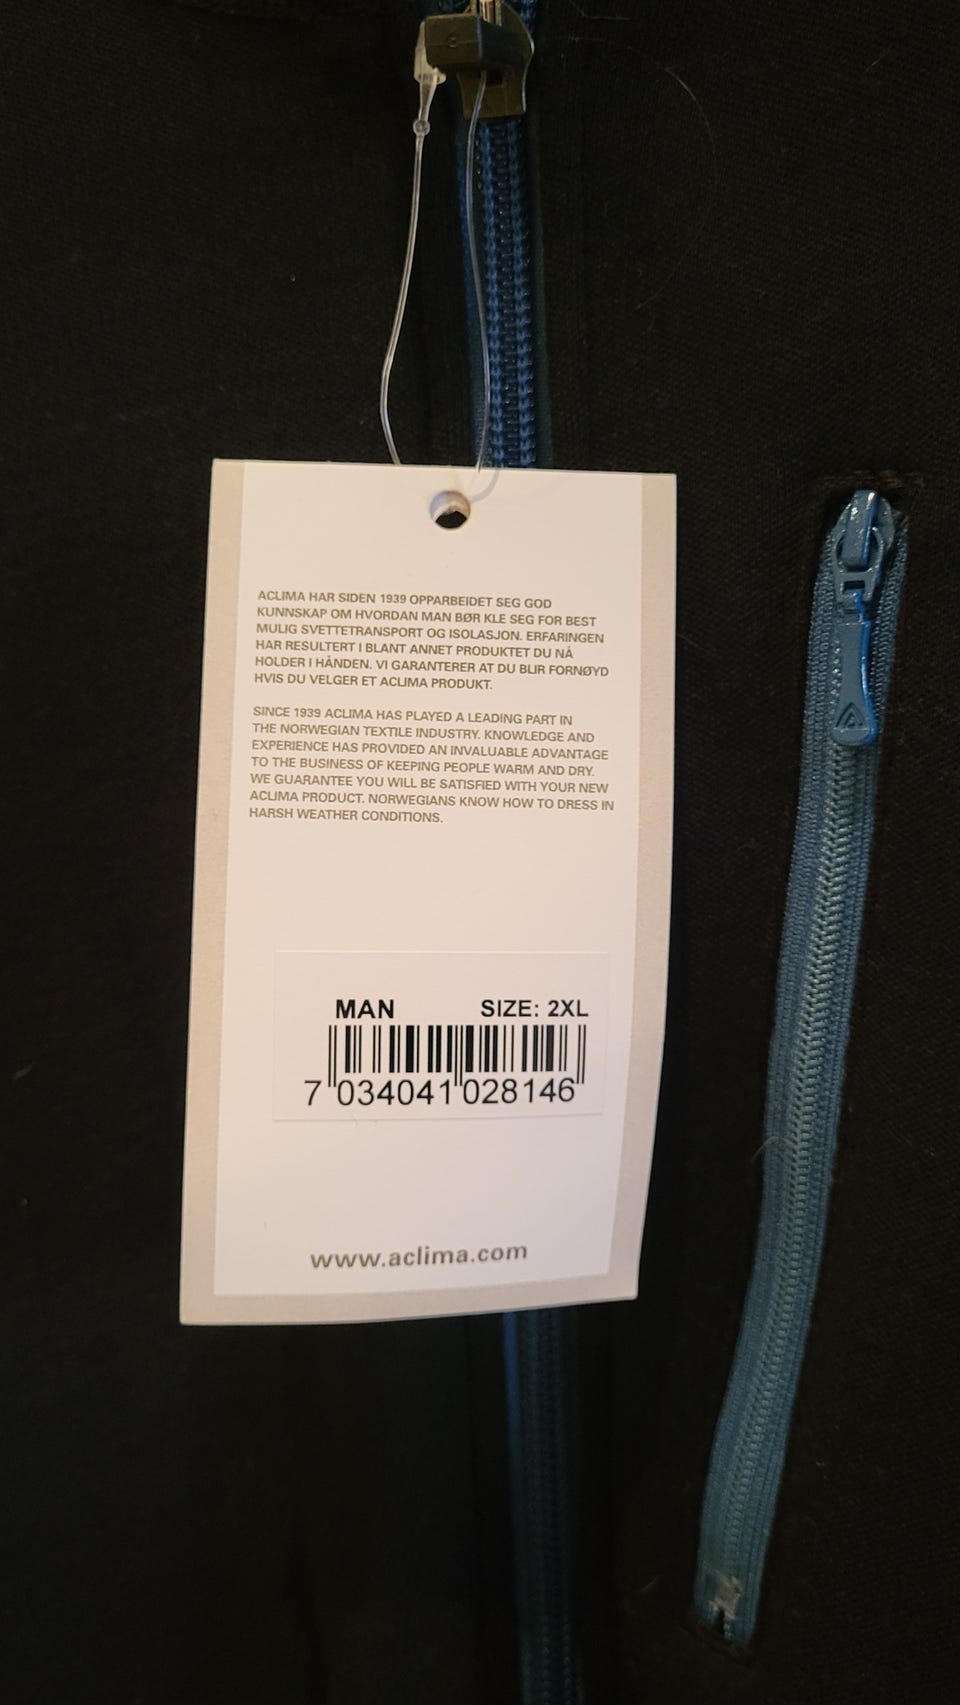 ACLIMA HAR SIDEN 1939 OPPARBEIDET SEG GOD
KUNNSKAP OM HVORDAN MAN BØR KLE SEG FOR BEST
MULIG SVETTETRANSPORT OG ISOLASJON. ERFARINGEN
HAR RESULTERT I BLANT ANNET PRODUKTET DU NÅ
HOLDER I HÅNDEN. VI GARANTERER AT DU BLIR FORNØYD
HVIS DU VELGER ET ACLIMA PRODUKT.
SINCE 1939 ACLIMA HAS PLAYED A LEADING PART IN
THE NORWEGIAN TEXTILE INDUSTRY. KNOWLEDGE AND
EXPERIENCE HAS PROVIDED AN INVALUABLE ADVANTAGE
TO THE BUSINESS OF KEEPING PEOPLE WARM AND DRY.
WE GUARANTEE YOU WILL BE SATISFIED WITH YOUR NEW
ACLIMA PRODUCT. NORWEGIANS KNOW HOW TO DRESS IN
HARSH WEATHER CONDITIONS.
MAN SIZE: 2XL
7 034041 028146
www.aclima.com